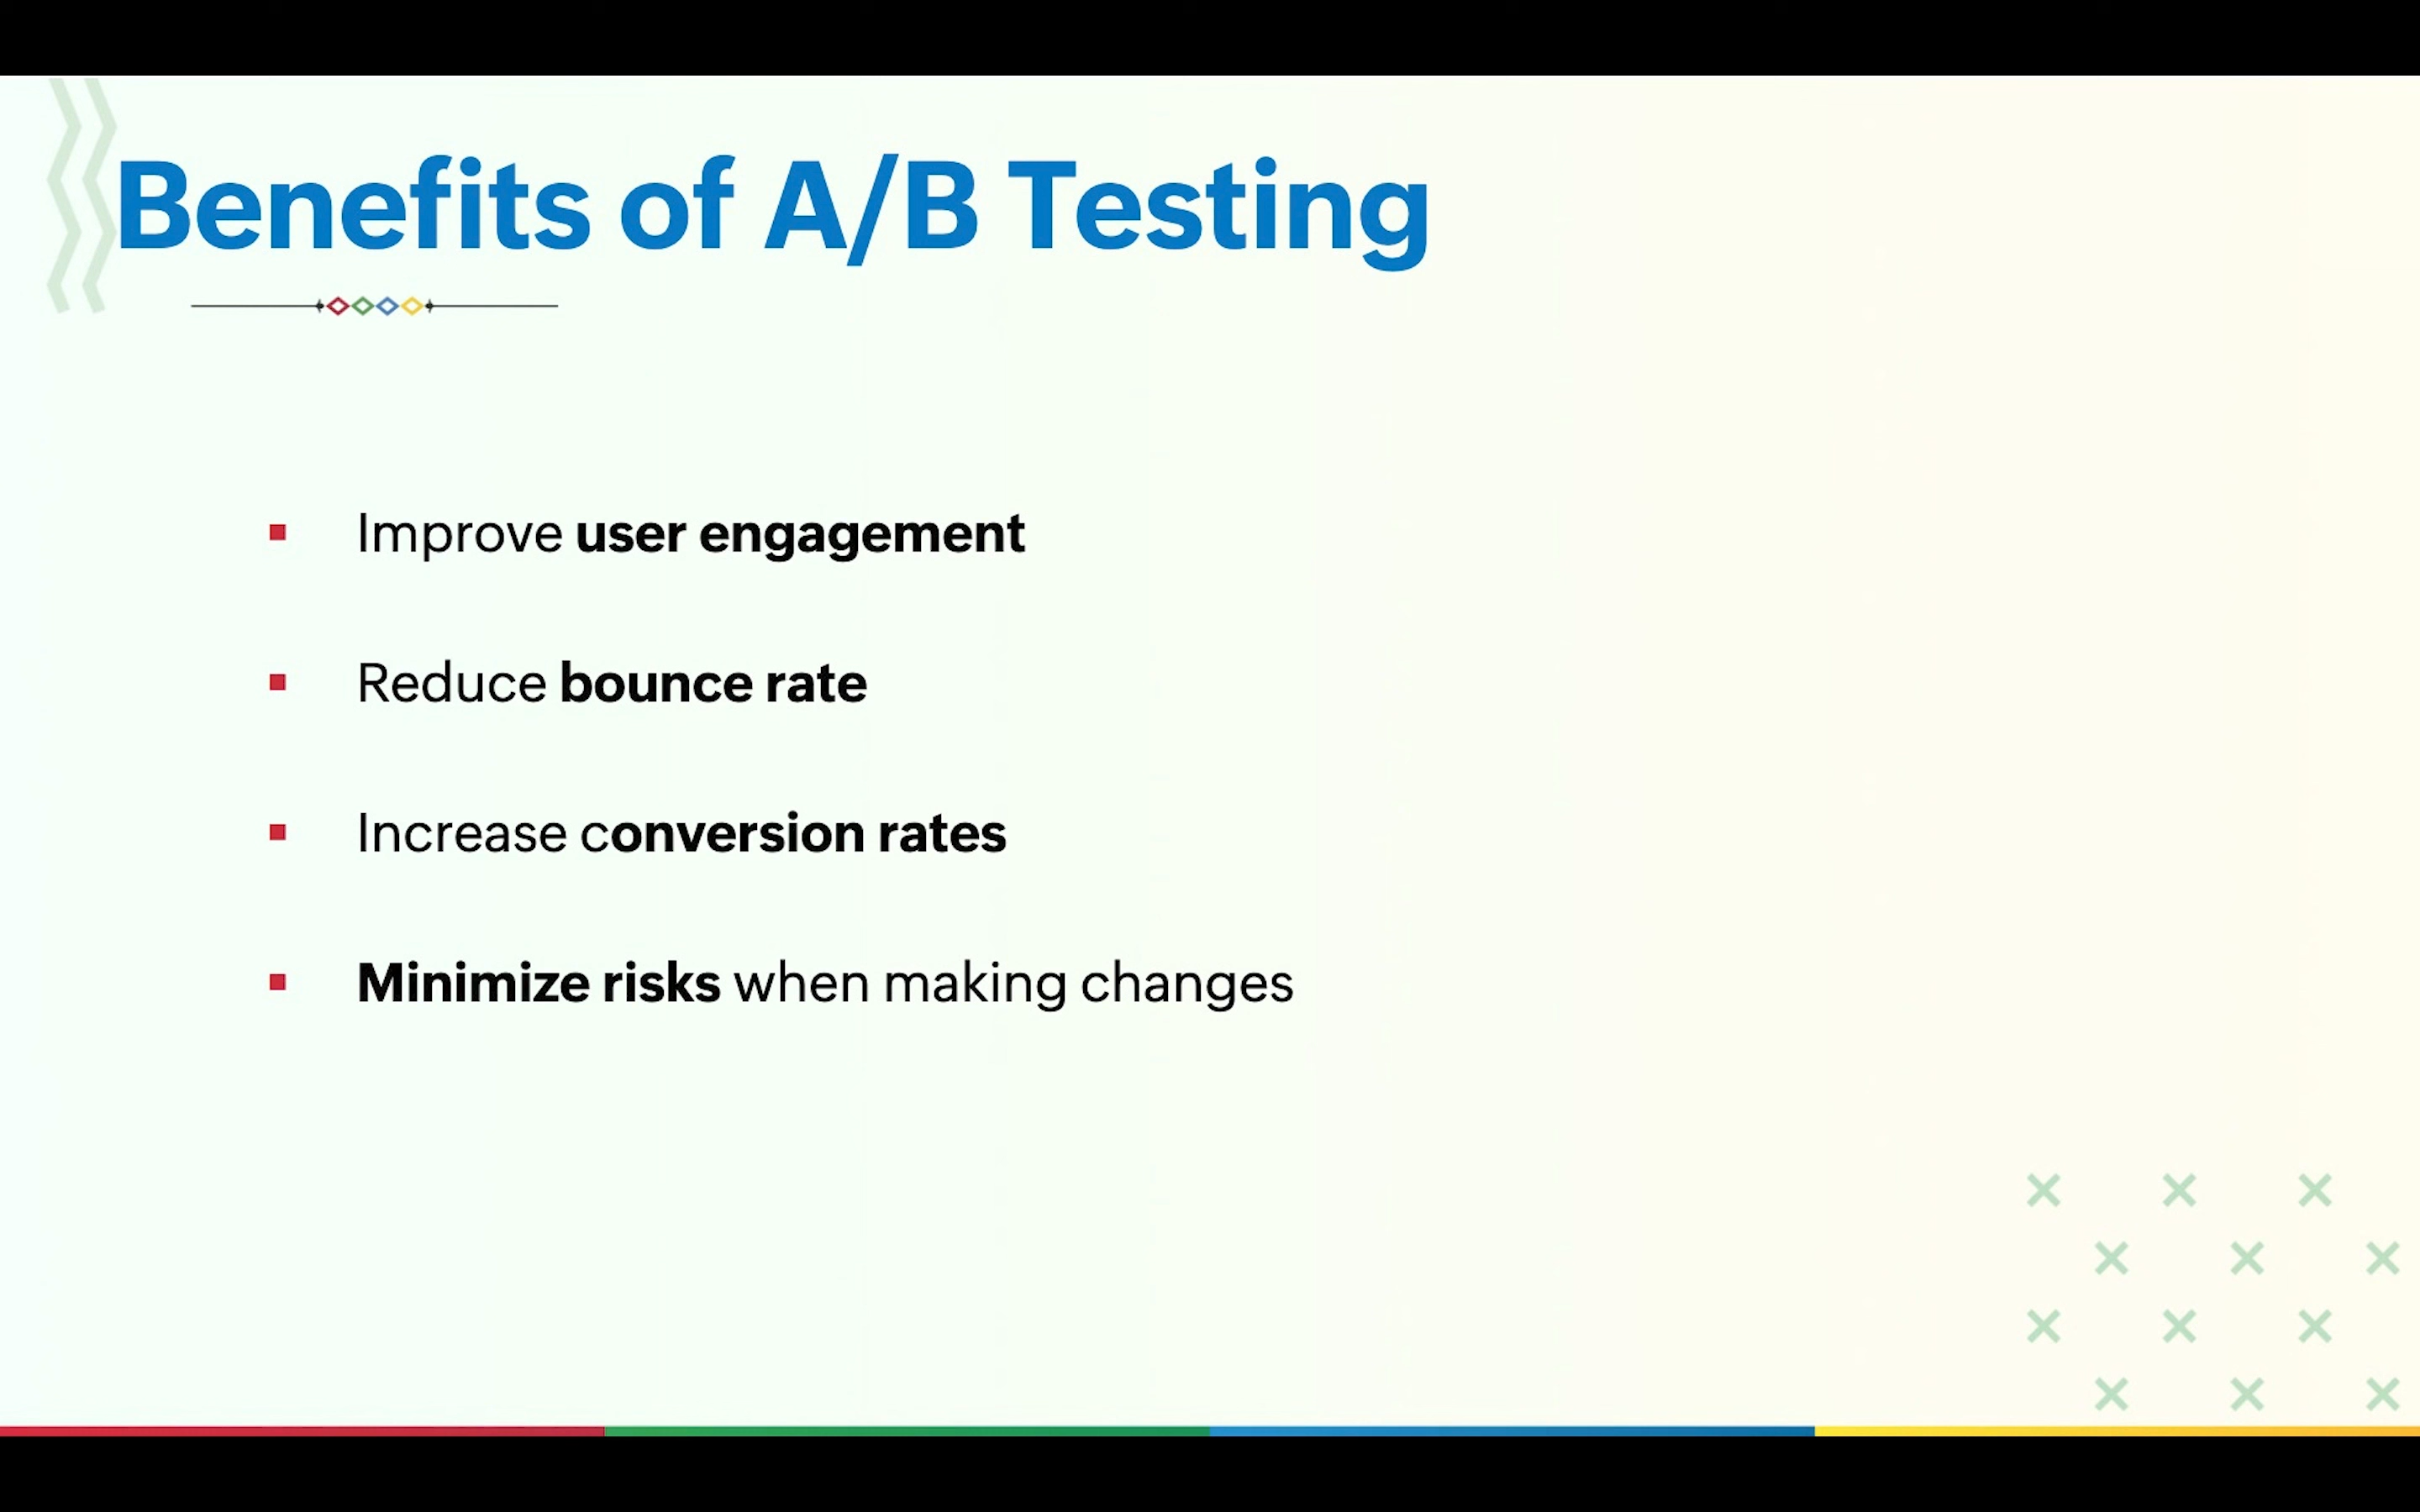 Benefits of A/B Testing
Improve user engagement
Reduce bounce rate
Increase conversion rates
Minimize risks when making changes